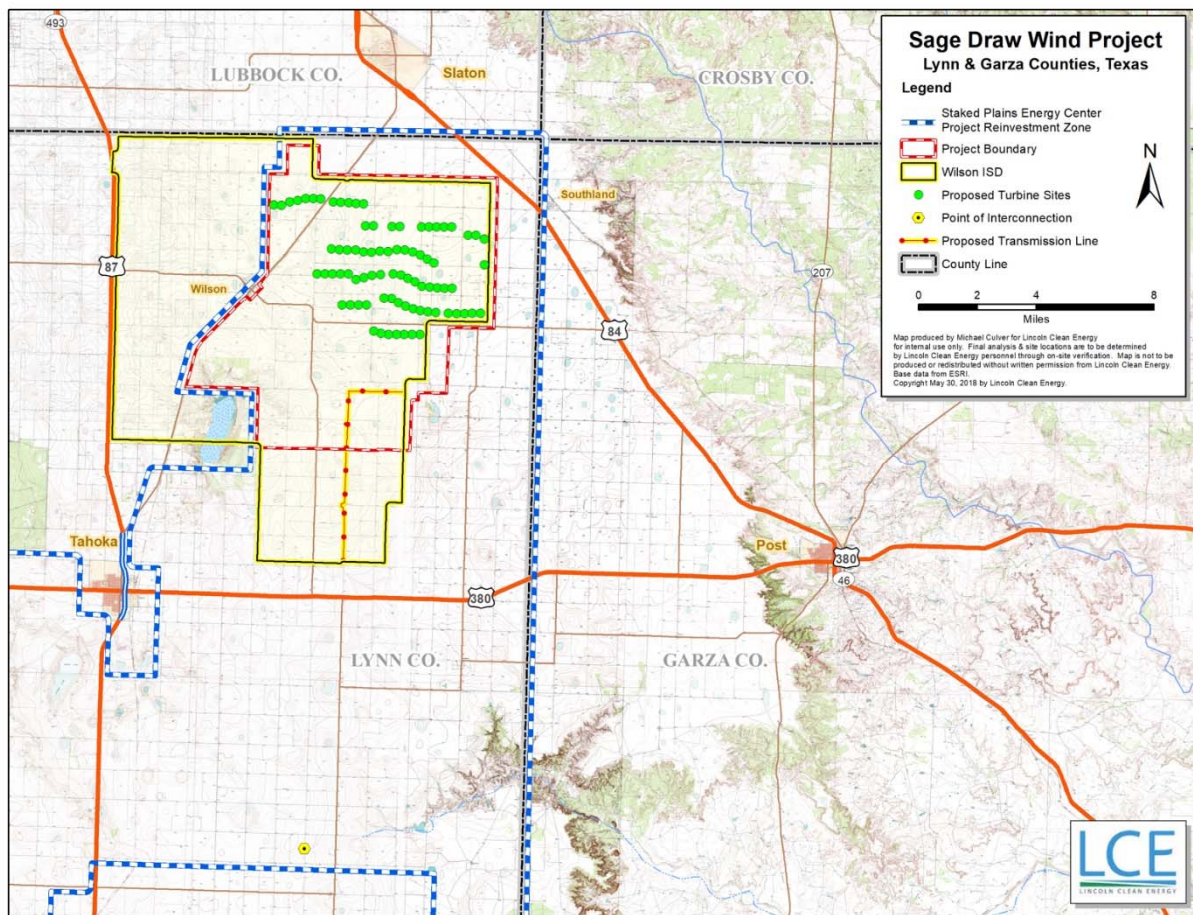 493
LUBBOCK CO.
Slaton
CROSBY CO.
Sage Draw Wind Project
Lynn & Garza Counties, Texas
Legend
Staked Plains Energy Center
Project Reinvestment Zone
Project Boundary
Wilson ISD
Proposed Turbine Sites
Point of Interconnection
Proposed Transmission Line
County Line
N
0 2 4 8
Miles
Map produced by Michael Culver for Lincoln Clean Energy
for internal use only. Final analysis & site locations are to be determined
by Lincoln Clean Energy personnel through on-site verification. Map is not to be
produced or redistributed without written permission from Lincoln Clean Energy.
Base data from ESRI.
Copyright May 30, 2018 by Lincoln Clean Energy.
Southland
87
Wilson
207
84
Tahoka
Post
380
46
380
LYNN CO.
GARZA CO.
LCE
LINCOLN CLEAN ENERGY